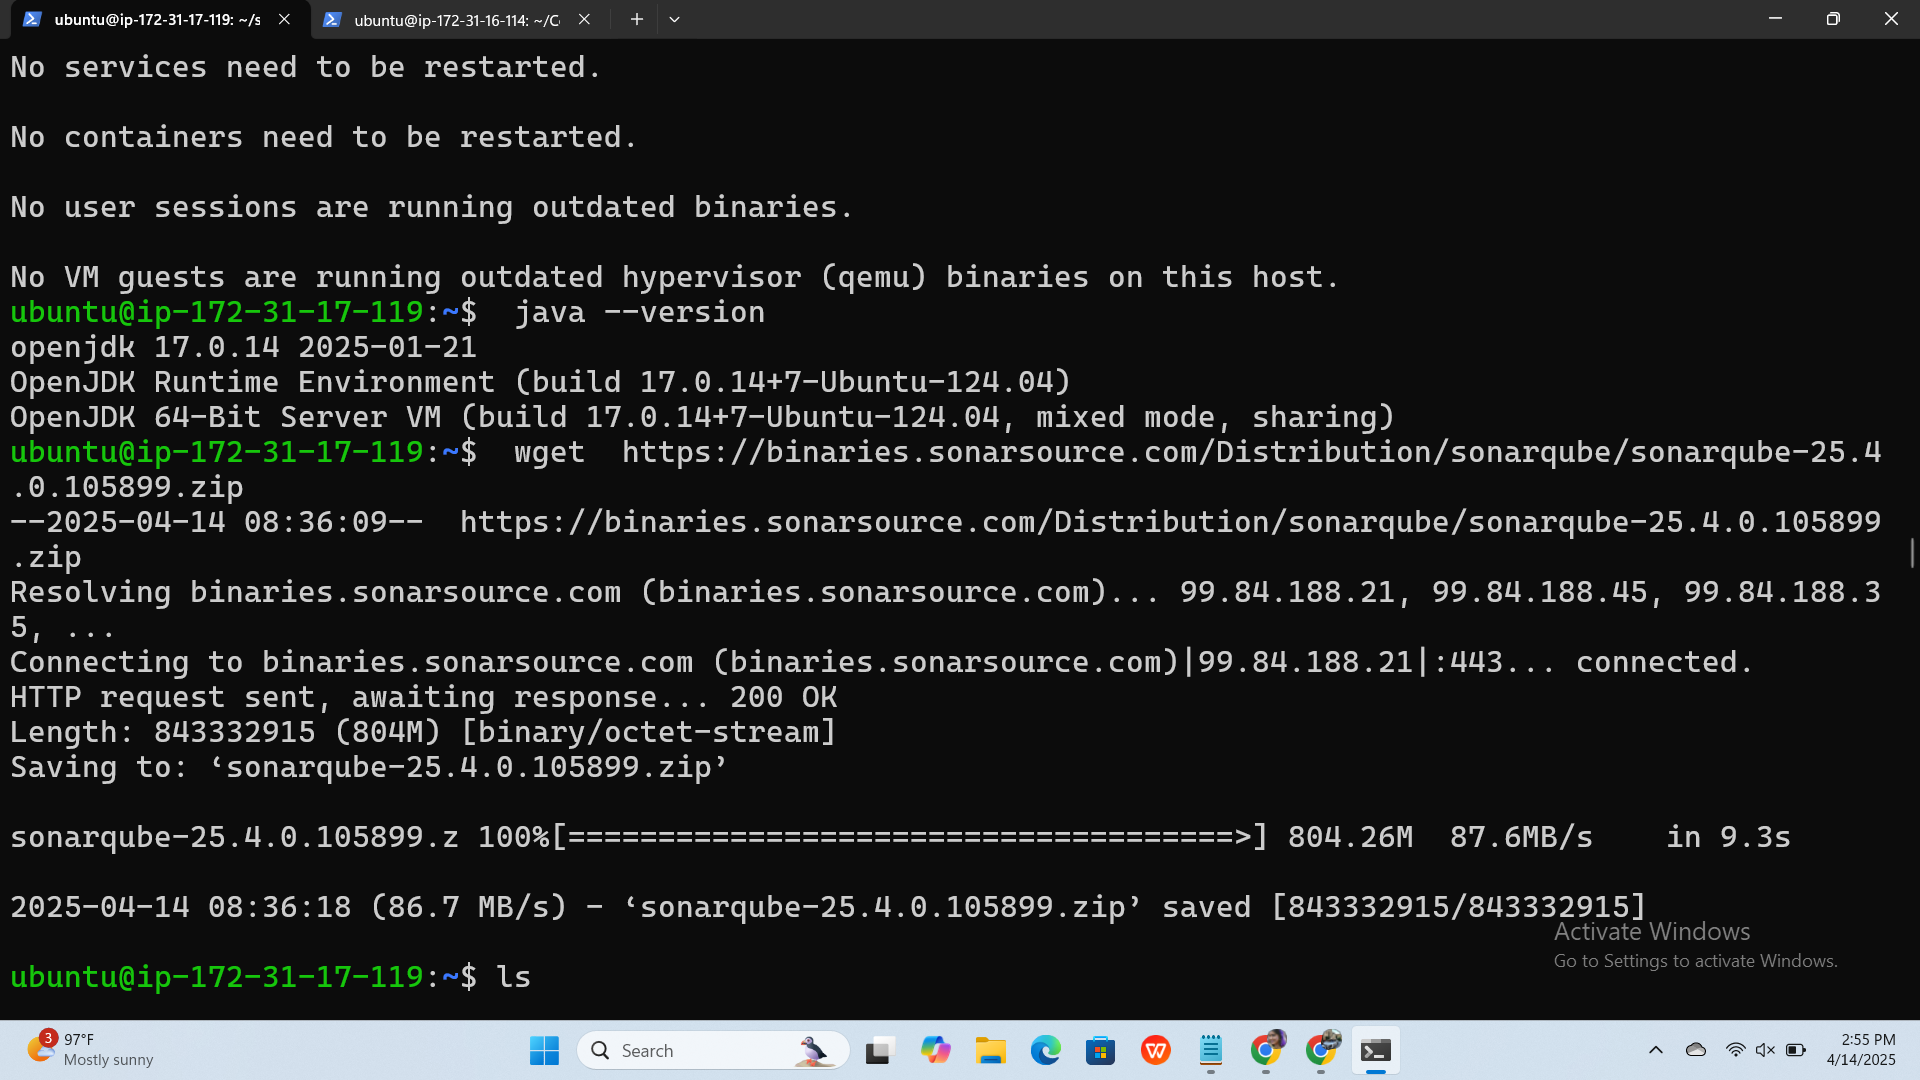 ubuntu@ip-172-31-17-119: ~/s
ubuntu@ip-172-31-16-114: ~/C
No services need to be restarted.
No containers need to be restarted.
No user sessions are running outdated binaries.
No VM guests are running outdated hypervisor (qemu) binaries on this host.
ubuntu@ip-172-31-17-119:~$  java --version
openjdk 17.0.14 2025-01-21
OpenJDK Runtime Environment (build 17.0.14+7-Ubuntu-124.04)
OpenJDK 64-Bit Server VM (build 17.0.14+7-Ubuntu-124.04, mixed mode, sharing)
ubuntu@ip-172-31-17-119:~$  wget  https://binaries.sonarsource.com/Distribution/sonarqube/sonarqube-25.4
.0.105899.zip
--2025-04-14 08:36:09--  https://binaries.sonarsource.com/Distribution/sonarqube/sonarqube-25.4.0.105899
.zip
Resolving binaries.sonarsource.com (binaries.sonarsource.com)... 99.84.188.21, 99.84.188.45, 99.84.188.3
5, ...
Connecting to binaries.sonarsource.com (binaries.sonarsource.com)|99.84.188.21|:443... connected.
HTTP request sent, awaiting response... 200 OK
Length: 843332915 (804M) [binary/octet-stream]
Saving to: ‘sonarqube-25.4.0.105899.zip’
sonarqube-25.4.0.105899.z 100%[=====================================>] 804.26M  87.6MB/s    in 9.3s
2025-04-14 08:36:18 (86.7 MB/s) - ‘sonarqube-25.4.0.105899.zip’ saved [843332915/843332915]
Activate Windows
Go to Settings to activate Windows.
ubuntu@ip-172-31-17-119:~$ ls
3
97°F
Mostly sunny
Search
2:55 PM
4/14/2025